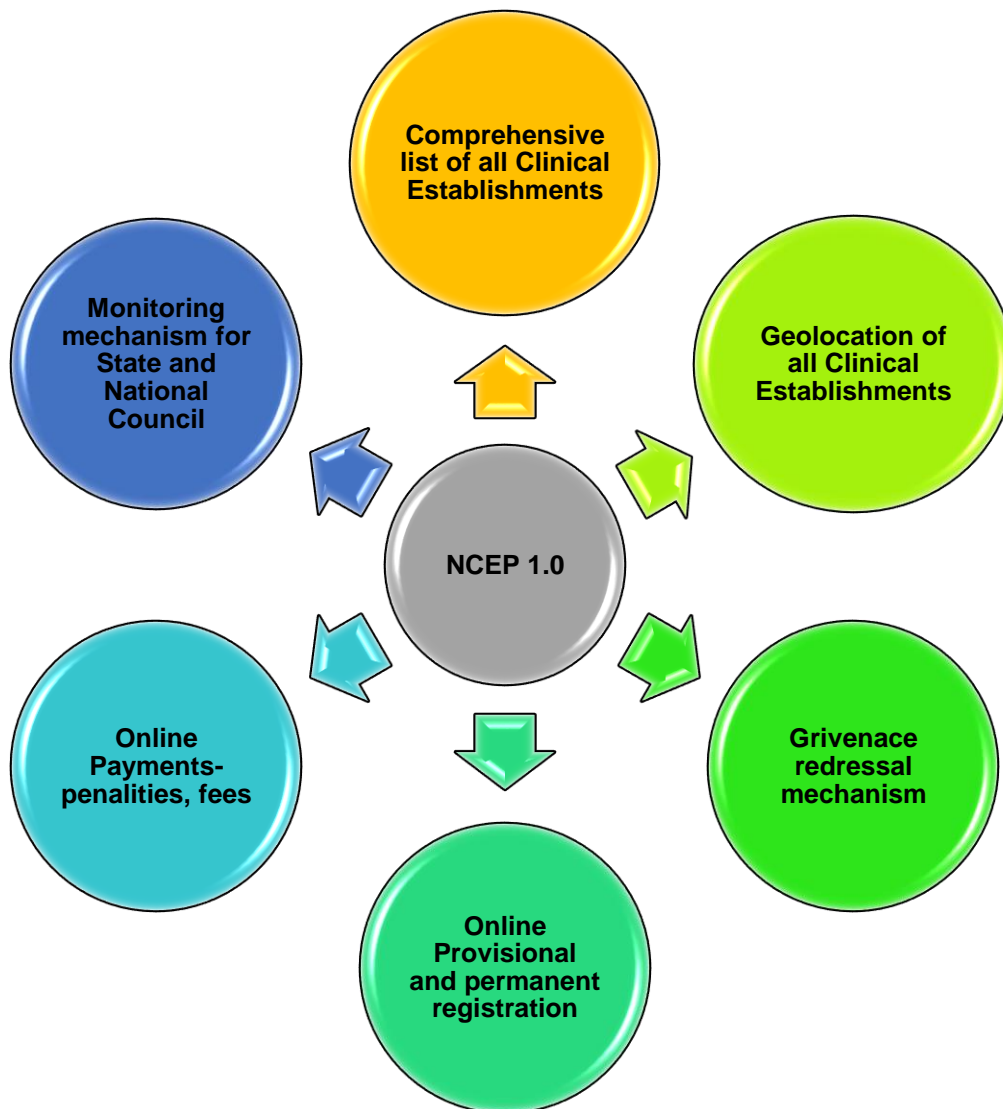 Comprehensive
list of all Clinical
Establishments
Geolocation of
all Clinical
Establishments
Grivenace
redressal
mechanism
Online
Provisional
and permanent
registration
Online
Payments-
penalities, fees
Monitoring
mechanism for
State and
National
Council
NCEP 1.0